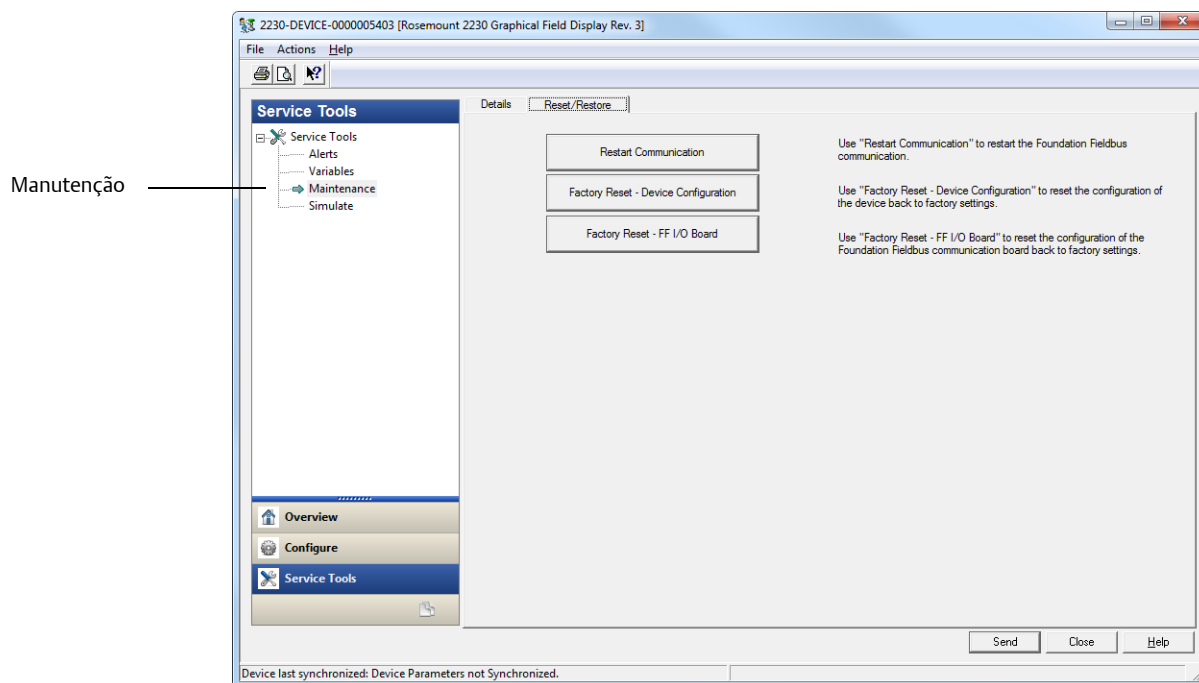 2230-DEVICE-0000005403 [Rosemount 2230 Graphical Field Display Rev. 3]
File Actions Help
Service Tools
Service Tools
Alerts
Variables
Maintenance
Simulate
Manutenção
Overview
Configure
Service Tools
Details Reset/Restore
Restart Communication
Use "Restart Communication" to restart the Foundation Fieldbus
communication.
Factory Reset - Device Configuration
Use "Factory Reset - Device Configuration" to reset the configuration of
the device back to factory settings.
Factory Reset - FF I/O Board
Use "Factory Reset - FF I/O Board" to reset the configuration of the
Foundation Fieldbus communication board back to factory settings.
Send Close Help
Device last synchronized: Device Parameters not Synchronized.